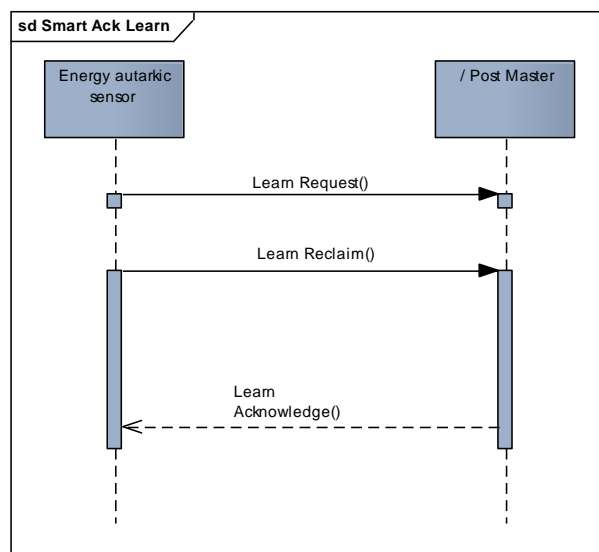 sd Smart Ack Learn
Energy autarkic
sensor
/ Post Master
Learn Request()
Learn Reclaim()
Learn
Acknowledge()